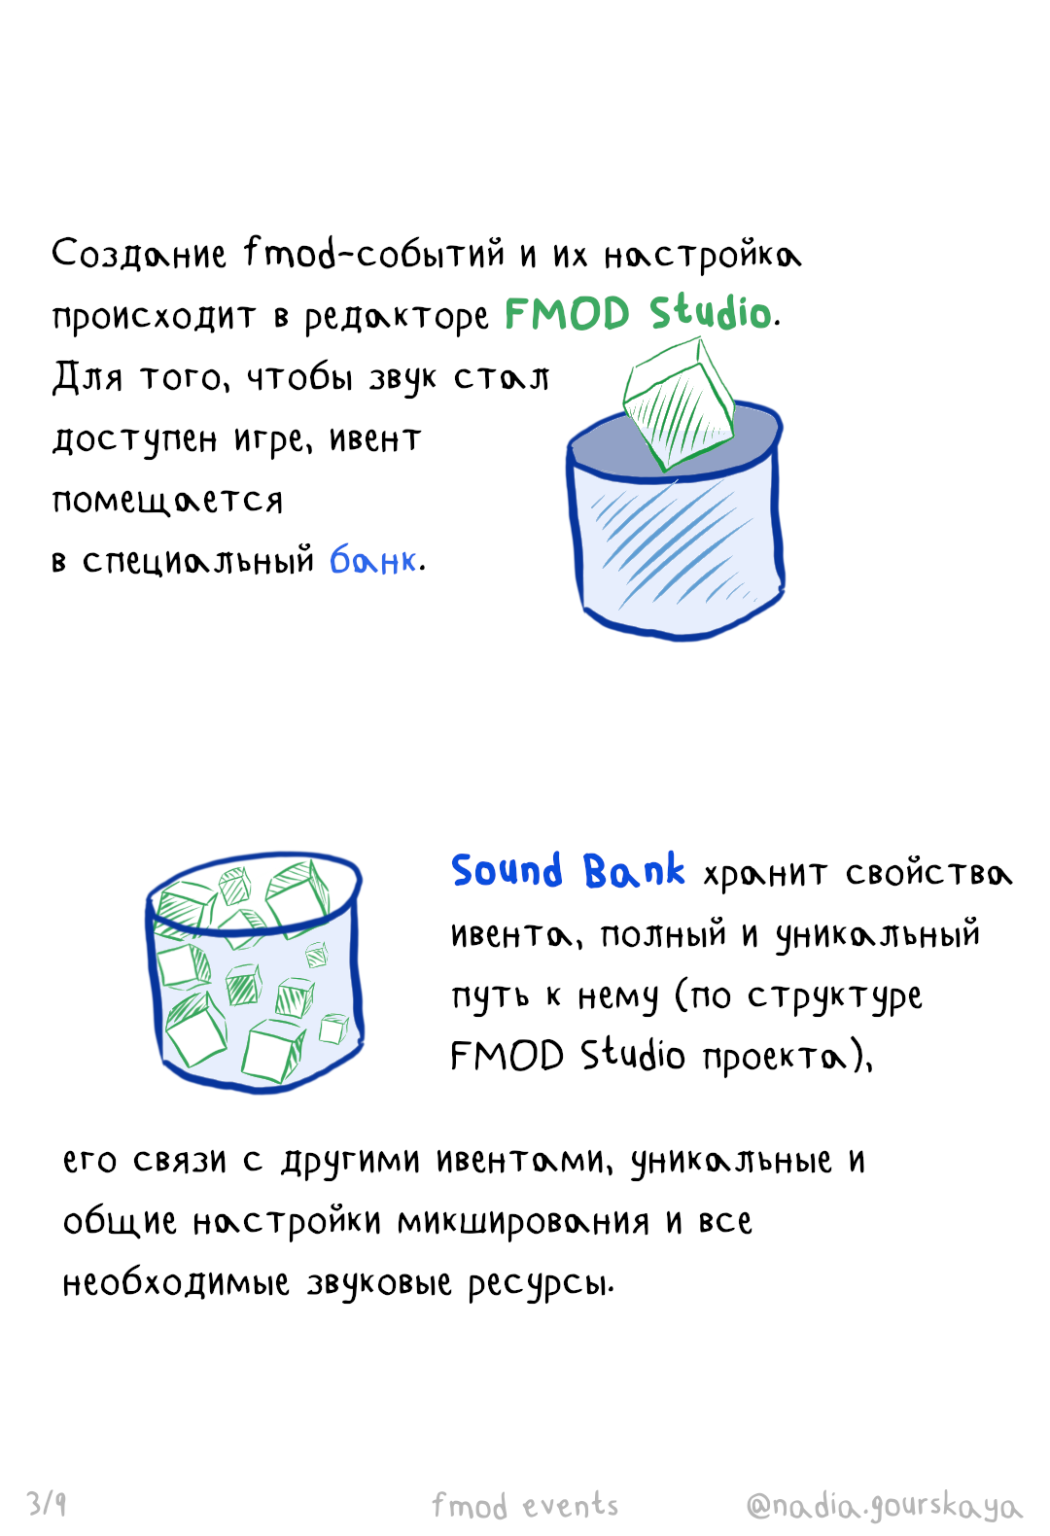 Создание fmod-событий и их настройка
происходит в редакторе FMOD Studio.
Для того, чтобы звук стал
доступен игре, ивент
помещается
в специальный банк.
Sound Bank хранит свойства
ивента, полный и уникальный
путь к нему (по структуре
FMOD Studio проекта),
его связи с другими ивентами, уникальные и
общие настройки микширования и все
необходимые звуковые ресурсы.
3/9
fmod events
@nadia.gourskaya